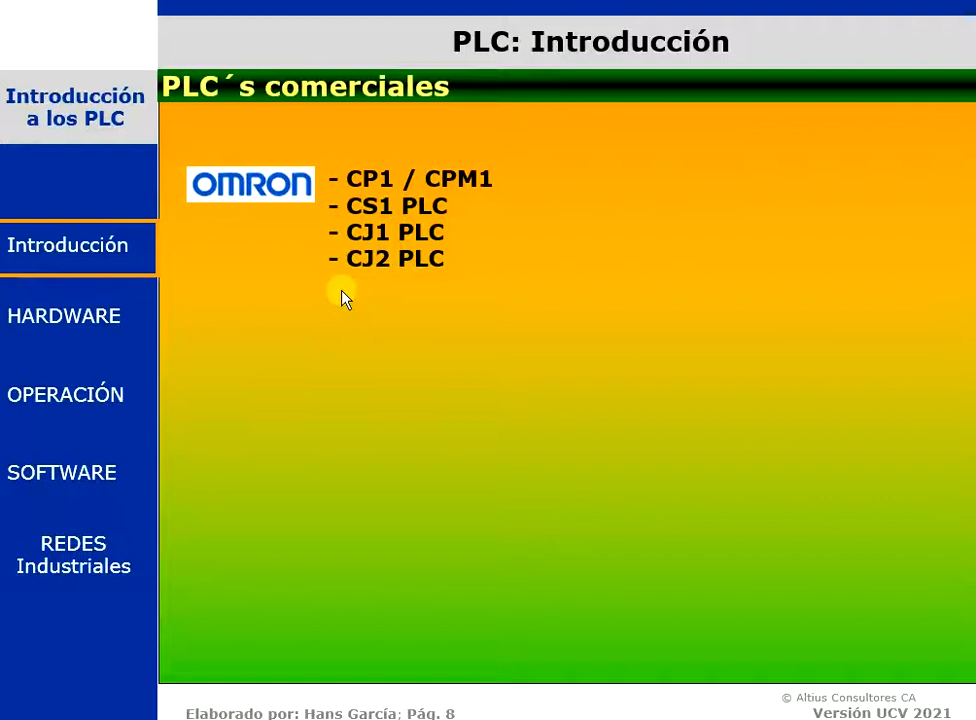 PLC: Introducción
Introducción
a los PLC
PLC´s comerciales
OMRON
- CP1 / CPM1
- CS1 PLC
- CJ1 PLC
- CJ2 PLC
Introducción
HARDWARE
OPERACIÓN
SOFTWARE
REDES
Industriales
© Altius Consultores CA
Elaborado por: Hans García; Pág. 8
Versión UCV 2021